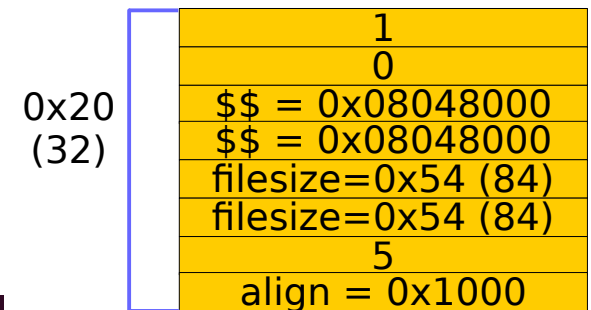 0x20
(32)
1
0
$$ = 0x08048000
$$ = 0x08048000
filesize=0x54 (84)
filesize=0x54 (84)
5
align = 0x1000